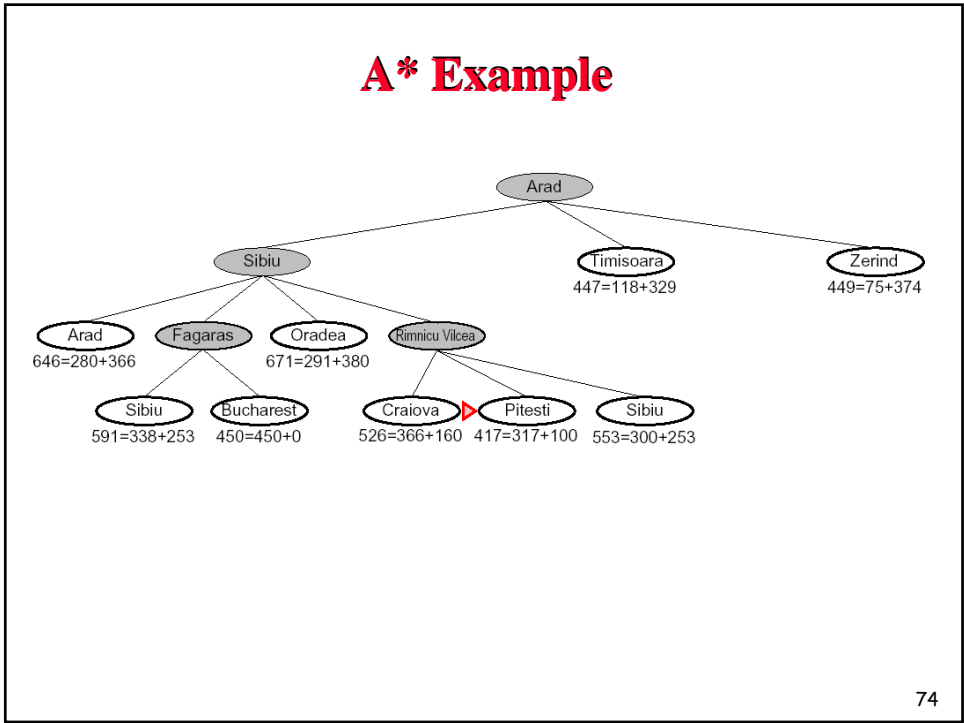 A* Example
Arad
Sibiu
Timisoara
Zerind
447=118+329
449=75+374
Arad
Fagaras
Oradea
Rimnicu Vilcea
646=280+366
671=291+380
Sibiu
Bucharest
Craiova
Pitesti
Sibiu
591=338+253
450=450+0
526=366+160
417=317+100
553=300+253
74